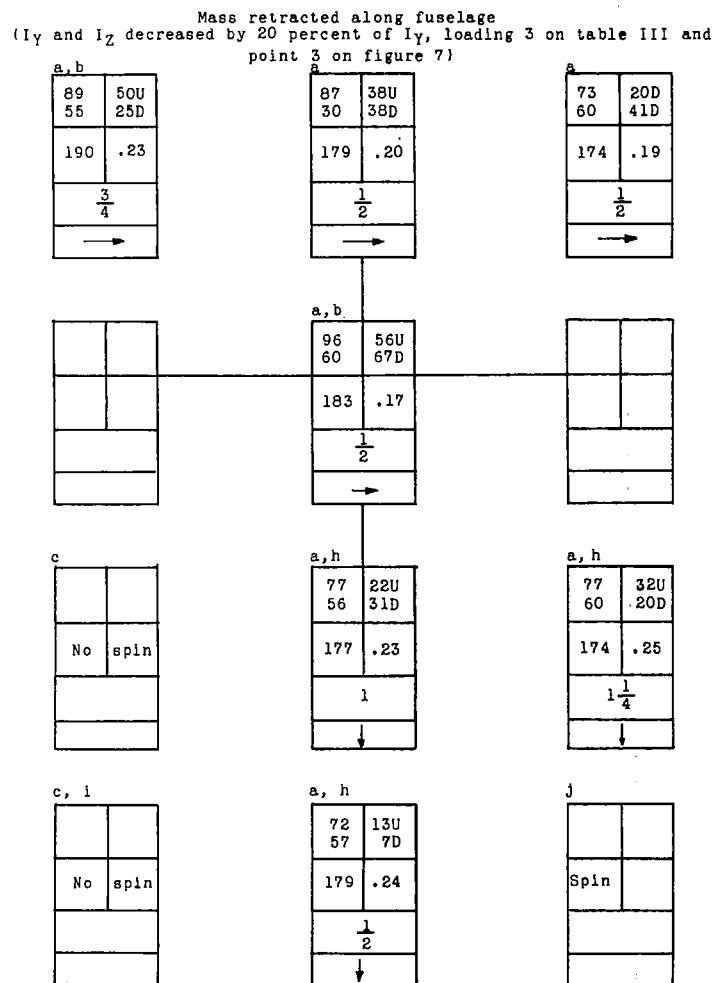 Mass retracted along fuselage
(I_Y and I_Z decreased by 20 percent of I_Y, loading 3 on table III and
point 3 on figure 7)
a,b a a
89 50U 87 38U 73 20D
55 25D 30 38D 60 41D
190 .23 179 .20 174 .19
3/4 1/2 1/2
→ → →
a,b
96 56U
60 67D
183 .17
1/2
→
c a,h a,h
77 22U 77 32U
56 31D 60 20D
No spin 177 .23 174 .25
1 1 1/4
↓ ↓
c, i a, h j
72 13U
57 7D
No spin 179 .24 Spin
1/2
↓